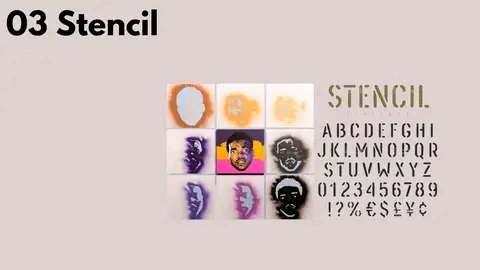 03 Stencil
STENCIL
ABCDEFGHI
JKLMNOPQR
STUVWXYZ
0123456789
!?%€$£¥¢